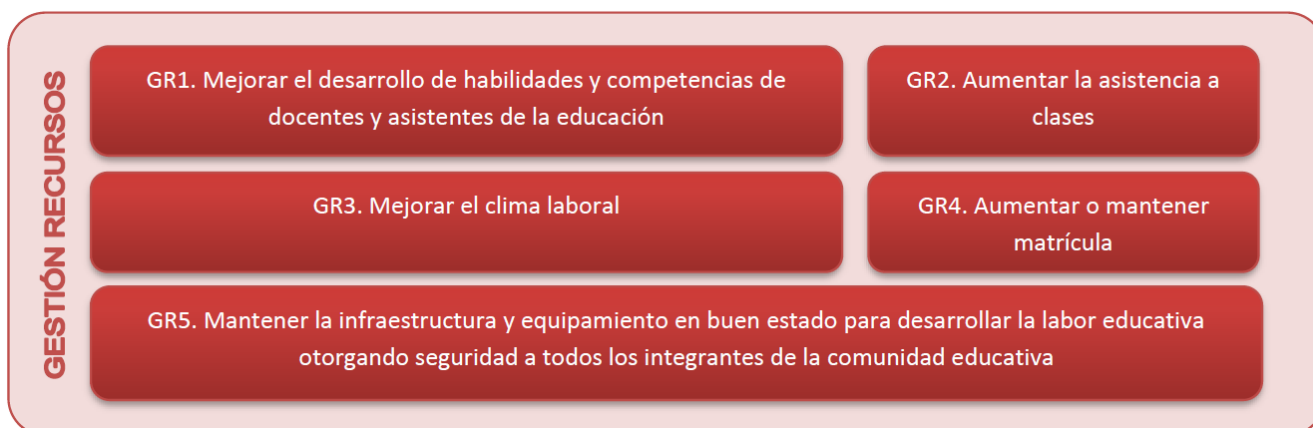 GESTIÓN RECURSOS
GR1. Mejorar el desarrollo de habilidades y competencias de
docentes y asistentes de la educación
GR2. Aumentar la asistencia a
clases
GR3. Mejorar el clima laboral
GR4. Aumentar o mantener
matrícula
GR5. Mantener la infraestructura y equipamiento en buen estado para desarrollar la labor educativa
otorgando seguridad a todos los integrantes de la comunidad educativa